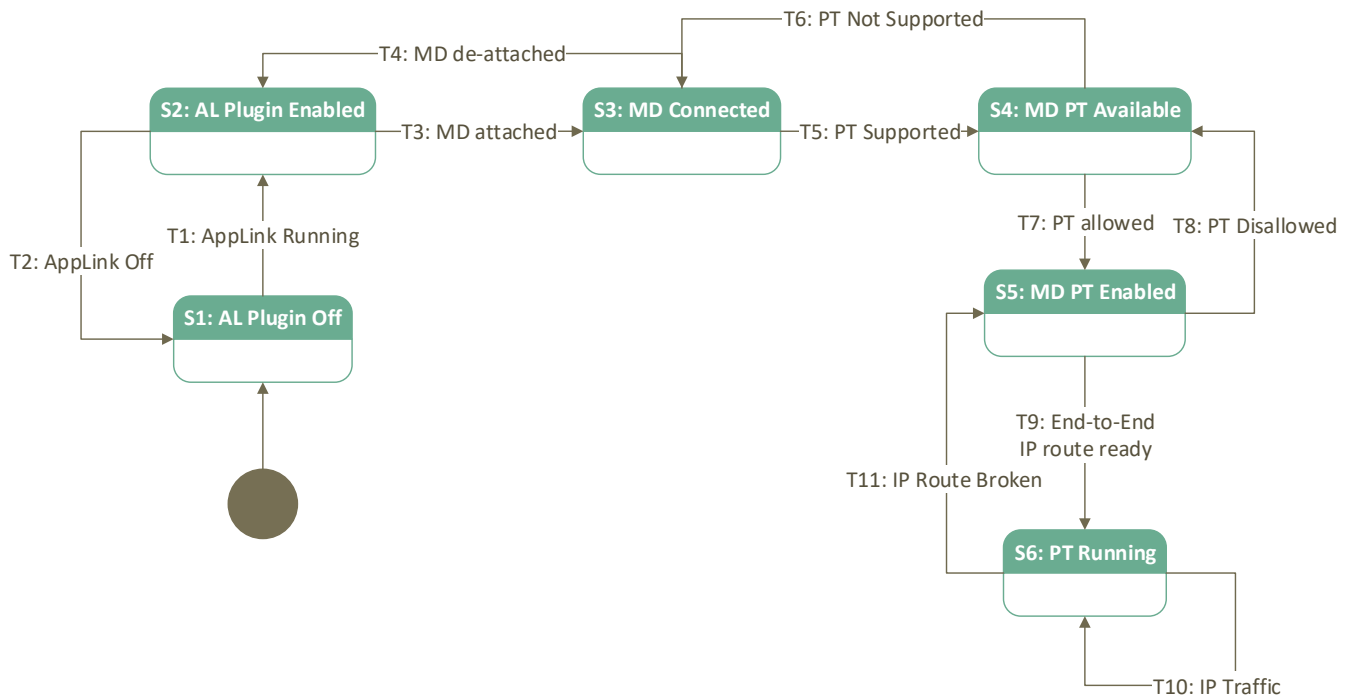 T6: PT Not Supported
T4: MD de-attached
S2: AL Plugin Enabled
S3: MD Connected
S4: MD PT Available
T3: MD attached
T5: PT Supported
T7: PT allowed
T8: PT Disallowed
T1: AppLink Running
T2: AppLink Off
S5: MD PT Enabled
S1: AL Plugin Off
T9: End-to-End
IP route ready
T11: IP Route Broken
S6: PT Running
T10: IP Traffic